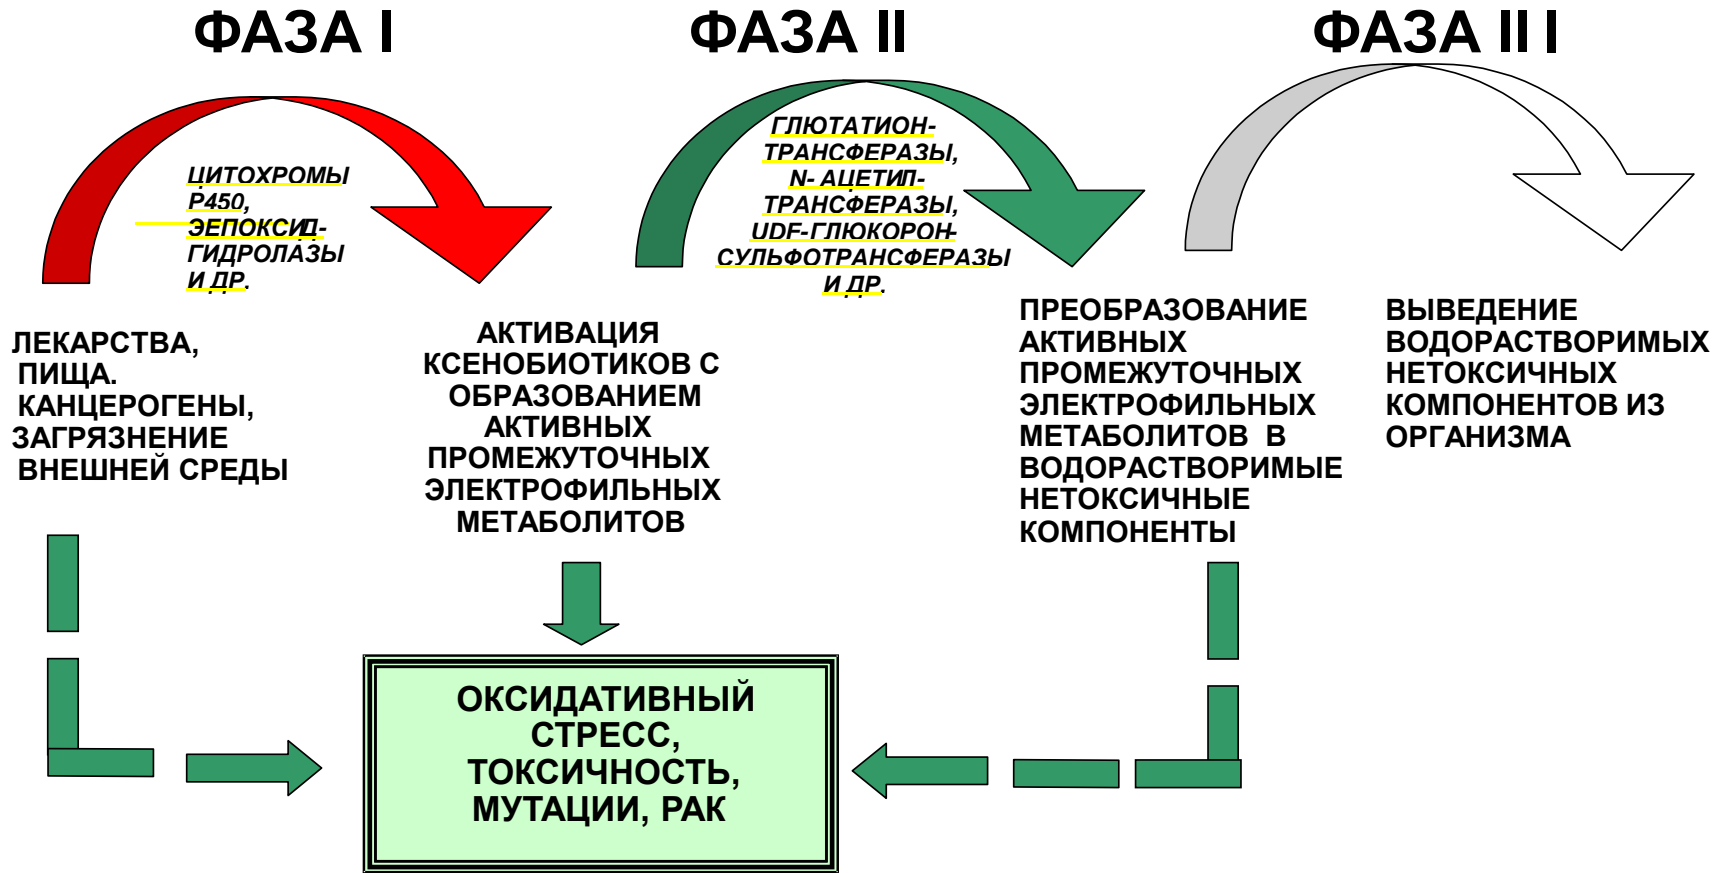 ФАЗА I
ФАЗА II
ФАЗА II I
ЦИТОХРОМЫ
Р450,
ЭЕПОКСИД-
ГИДРОЛАЗЫ
И ДР.
ГЛЮТАТИОН-
ТРАНСФЕРАЗЫ,
N- АЦЕТИЛ-
ТРАНСФЕРАЗЫ,
UDF-ГЛЮКОРОН-
СУЛЬФОТРАНСФЕРАЗЫ
И ДР.
ЛЕКАРСТВА,
ПИЩА.
КАНЦЕРОГЕНЫ,
ЗАГРЯЗНЕНИЕ
ВНЕШНЕЙ СРЕДЫ
АКТИВАЦИЯ
КСЕНОБИОТИКОВ С
ОБРАЗОВАНИЕМ
АКТИВНЫХ
ПРОМЕЖУТОЧНЫХ
ЭЛЕКТРОФИЛЬНЫХ
МЕТАБОЛИТОВ
ПРЕОБРАЗОВАНИЕ
АКТИВНЫХ
ПРОМЕЖУТОЧНЫХ
ЭЛЕКТРОФИЛЬНЫХ
МЕТАБОЛИТОВ В
ВОДОРАСТВОРИМЫЕ
НЕТОКСИЧНЫЕ
КОМПОНЕНТЫ
ВЫВЕДЕНИЕ
ВОДОРАСТВОРИМЫХ
НЕТОКСИЧНЫХ
КОМПОНЕНТОВ ИЗ
ОРГАНИЗМА
ОКСИДАТИВНЫЙ
СТРЕСС,
ТОКСИЧНОСТЬ,
МУТАЦИИ, РАК